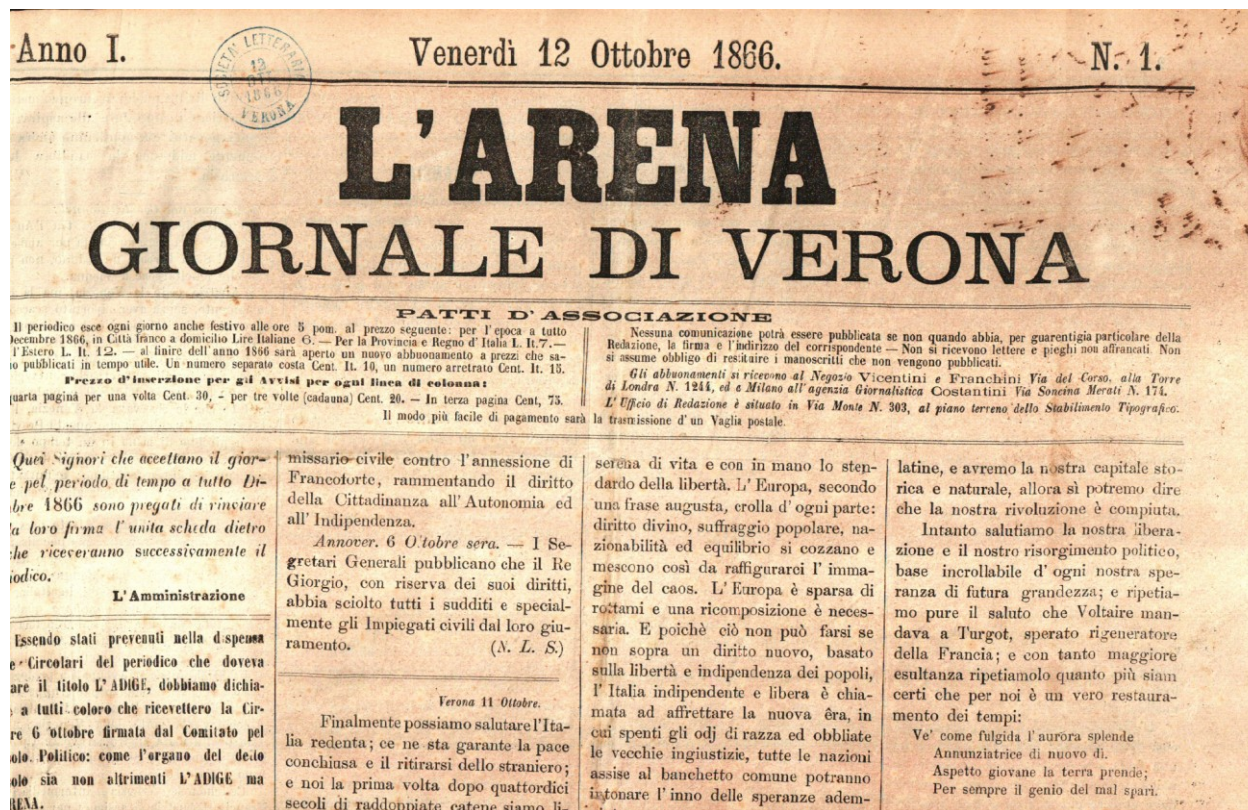 Anno I.
Venerdì 12 Ottobre 1866.
N. 1.
SOCIETA' LETTERARIA
12
1866
VERONA
L'ARENA
GIORNALE DI VERONA
PATTI D'ASSOCIAZIONE
Il periodico esce ogni giorno anche festivo alle ore 5 pom. al prezzo seguente: per l'epoca a tutto
Decembre 1866, in Città franco a domicilio Lire Italiane 6. — Per la Provincia e Regno d'Italia L. It. 7. —
l'Estero L. It. 12. — al finire dell'anno 1866 sarà aperto un nuovo abbuonamento a prezzi che sa-
no pubblicati in tempo utile. Un numero separato costa Cent. It. 10, un numero arretrato Cent. It. 15.
Prezzo d'inserzione per gli Avvisi per ogni linea di colonna:
uarta pagina per una volta Cent. 30, - per tre volte (cadauna) Cent. 20. — In terza pagina Cent, 75.
Nessuna comunicazione potrà essere pubblicata se non quando abbia, per guarentigia particolare della
Redazione, la firma e l'indirizzo del corrispondente — Non si ricevono lettere e pieghi non affrancati. Non
si assume obbligo di restituire i manoscritti che non vengono pubblicati.
Gli abbuonamenti si ricevono al Negozio Vicentini e Franchini Via del Corso, alla Torre
di Londra N. 1244, ed a Milano all'agenzia Giornalistica Costantini Via Soncina Merati N. 174.
L'Ufficio di Redazione è situato in Via Monte N. 303, al piano terreno dello Stabilimento Tipografico.
Il modo più facile di pagamento sarà la trasmissione d'un Vaglia postale.
Quei Signori che accettano il gior-
e pel periodo di tempo a tutto Di-
bre 1866 sono pregati di rinviare
a loro firma l'unita scheda dietro
che riceveranno successivamente il
iodico.
L'Amministrazione
Essendo stati prevenuti nella dispensa
e Circolari del periodico che doveva
are il titolo L'ADIGE, dobbiamo dichia-
a tutti coloro che ricevettero la Cir-
re 6 ottobre firmata dal Comitato pel
olo Politico: come l'organo del detto
olo sia non altrimenti L'ADIGE ma
RENA.
missario civile contro l'annessione di
Francoforte, rammentando il diritto
della Cittadinanza all'Autonomia ed
all'Indipendenza.
Annover. 6 O tobre sera. — I Se-
gretari Generali pubblicano che il Re
Giorgio, con riserva dei suoi diritti,
abbia sciolto tutti i sudditi e special-
mente gli Impiegati civili dal loro giu-
ramento. (N. L. S.)
Verona 11 Ottobre.
Finalmente possiamo salutare l'Ita-
lia redenta; ce ne sta garante la pace
conchiusa e il ritirarsi dello straniero;
e noi la prima volta dopo quattordici
secoli di raddoppiate catene siamo li-
serena di vita e con in mano lo sten-
dardo della libertà. L'Europa, secondo
una frase augusta, crolla d'ogni parte:
diritto divino, suffraggio popolare, na-
zionabilità ed equilibrio si cozzano e
mescono così da raffigurarci l'imma-
gine del caos. L'Europa è sparsa di
rottami e una ricomposizione è neces-
saria. E poichè ciò non può farsi se
non sopra un diritto nuovo, basato
sulla libertà e indipendenza dei popoli,
l'Italia indipendente e libera è chia-
mata ad affrettare la nuova êra, in
cui spenti gli odj di razza ed obbliate
le vecchie ingiustizie, tutte le nazioni
assise al banchetto comune potranno
intonare l'inno delle speranze adem-
latine, e avremo la nostra capitale sto-
rica e naturale, allora sì potremo dire
che la nostra rivoluzione è compiuta.
Intanto salutiamo la nostra libera-
zione e il nostro risorgimento politico,
base incrollabile d'ogni nostra spe-
ranza di futura grandezza; e ripetia-
mo pure il saluto che Voltaire man-
dava a Turgot, sperato rigeneratore
della Francia; e con tanto maggiore
esultanza ripetiamolo quanto più siam
certi che per noi è un vero restaura-
mento dei tempi:
Ve' come fulgida l'aurora splende
Annunziatrice di nuovo dì.
Aspetto giovane la terra prende;
Per sempre il genio del mal sparì.